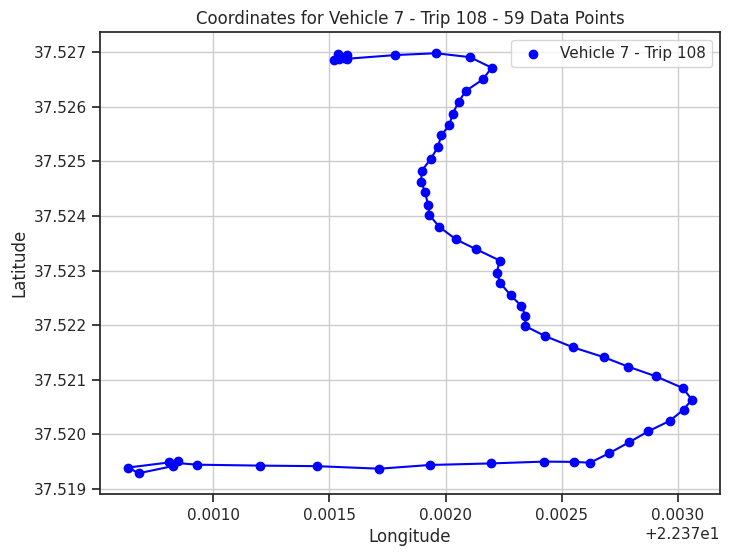 Coordinates for Vehicle 7 - Trip 108 - 59 Data Points
Vehicle 7 - Trip 108
37.527
37.526
37.525
37.524
37.523
37.522
37.521
37.520
37.519
Latitude
0.0010 0.0015 0.0020 0.0025 0.0030
Longitude
+2.237e1